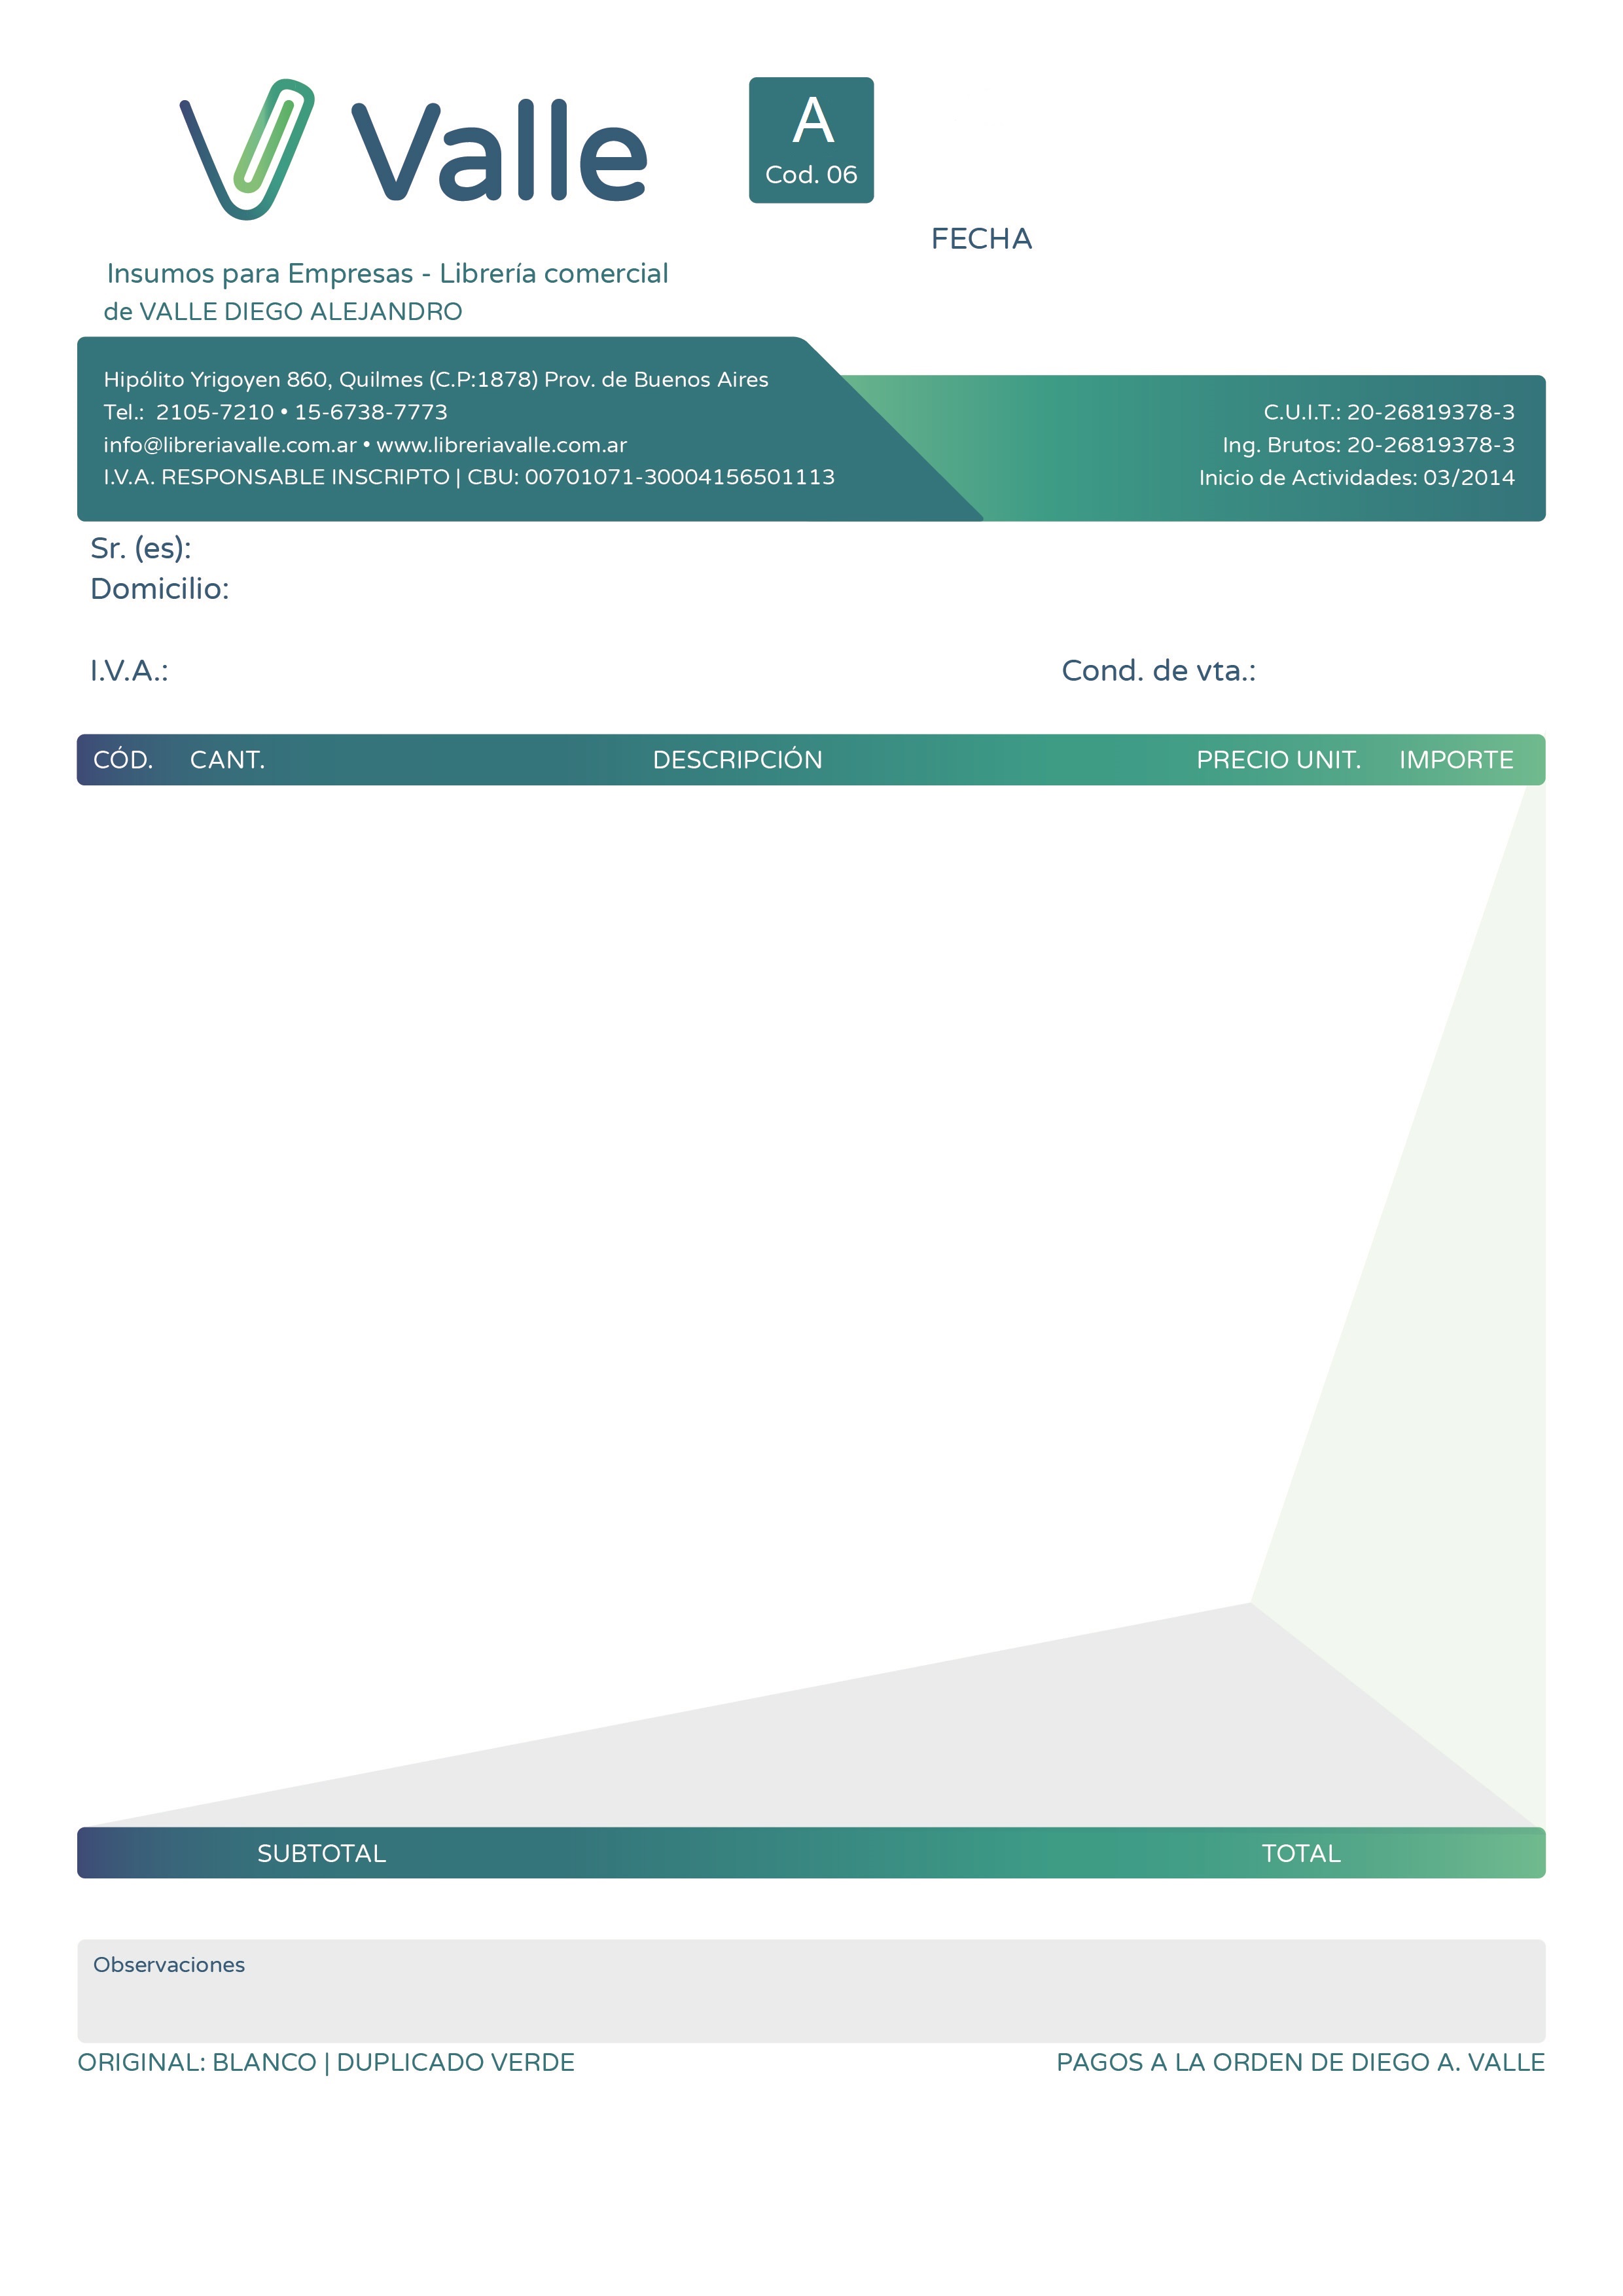 Valle
A
Cod. 06
FECHA
Insumos para Empresas - Librería comercial
de VALLE DIEGO ALEJANDRO
Hipólito Yrigoyen 860, Quilmes (C.P:1878) Prov. de Buenos Aires
Tel.: 2105-7210 • 15-6738-7773
info@libreriavalle.com.ar • www.libreriavalle.com.ar
I.V.A. RESPONSABLE INSCRIPTO | CBU: 00701071-30004156501113
C.U.I.T.: 20-26819378-3
Ing. Brutos: 20-26819378-3
Inicio de Actividades: 03/2014
Sr. (es):
Domicilio:
I.V.A.: Cond. de vta.:
CÓD. CANT. DESCRIPCIÓN PRECIO UNIT. IMPORTE
SUBTOTAL TOTAL
Observaciones
ORIGINAL: BLANCO | DUPLICADO VERDE PAGOS A LA ORDEN DE DIEGO A. VALLE